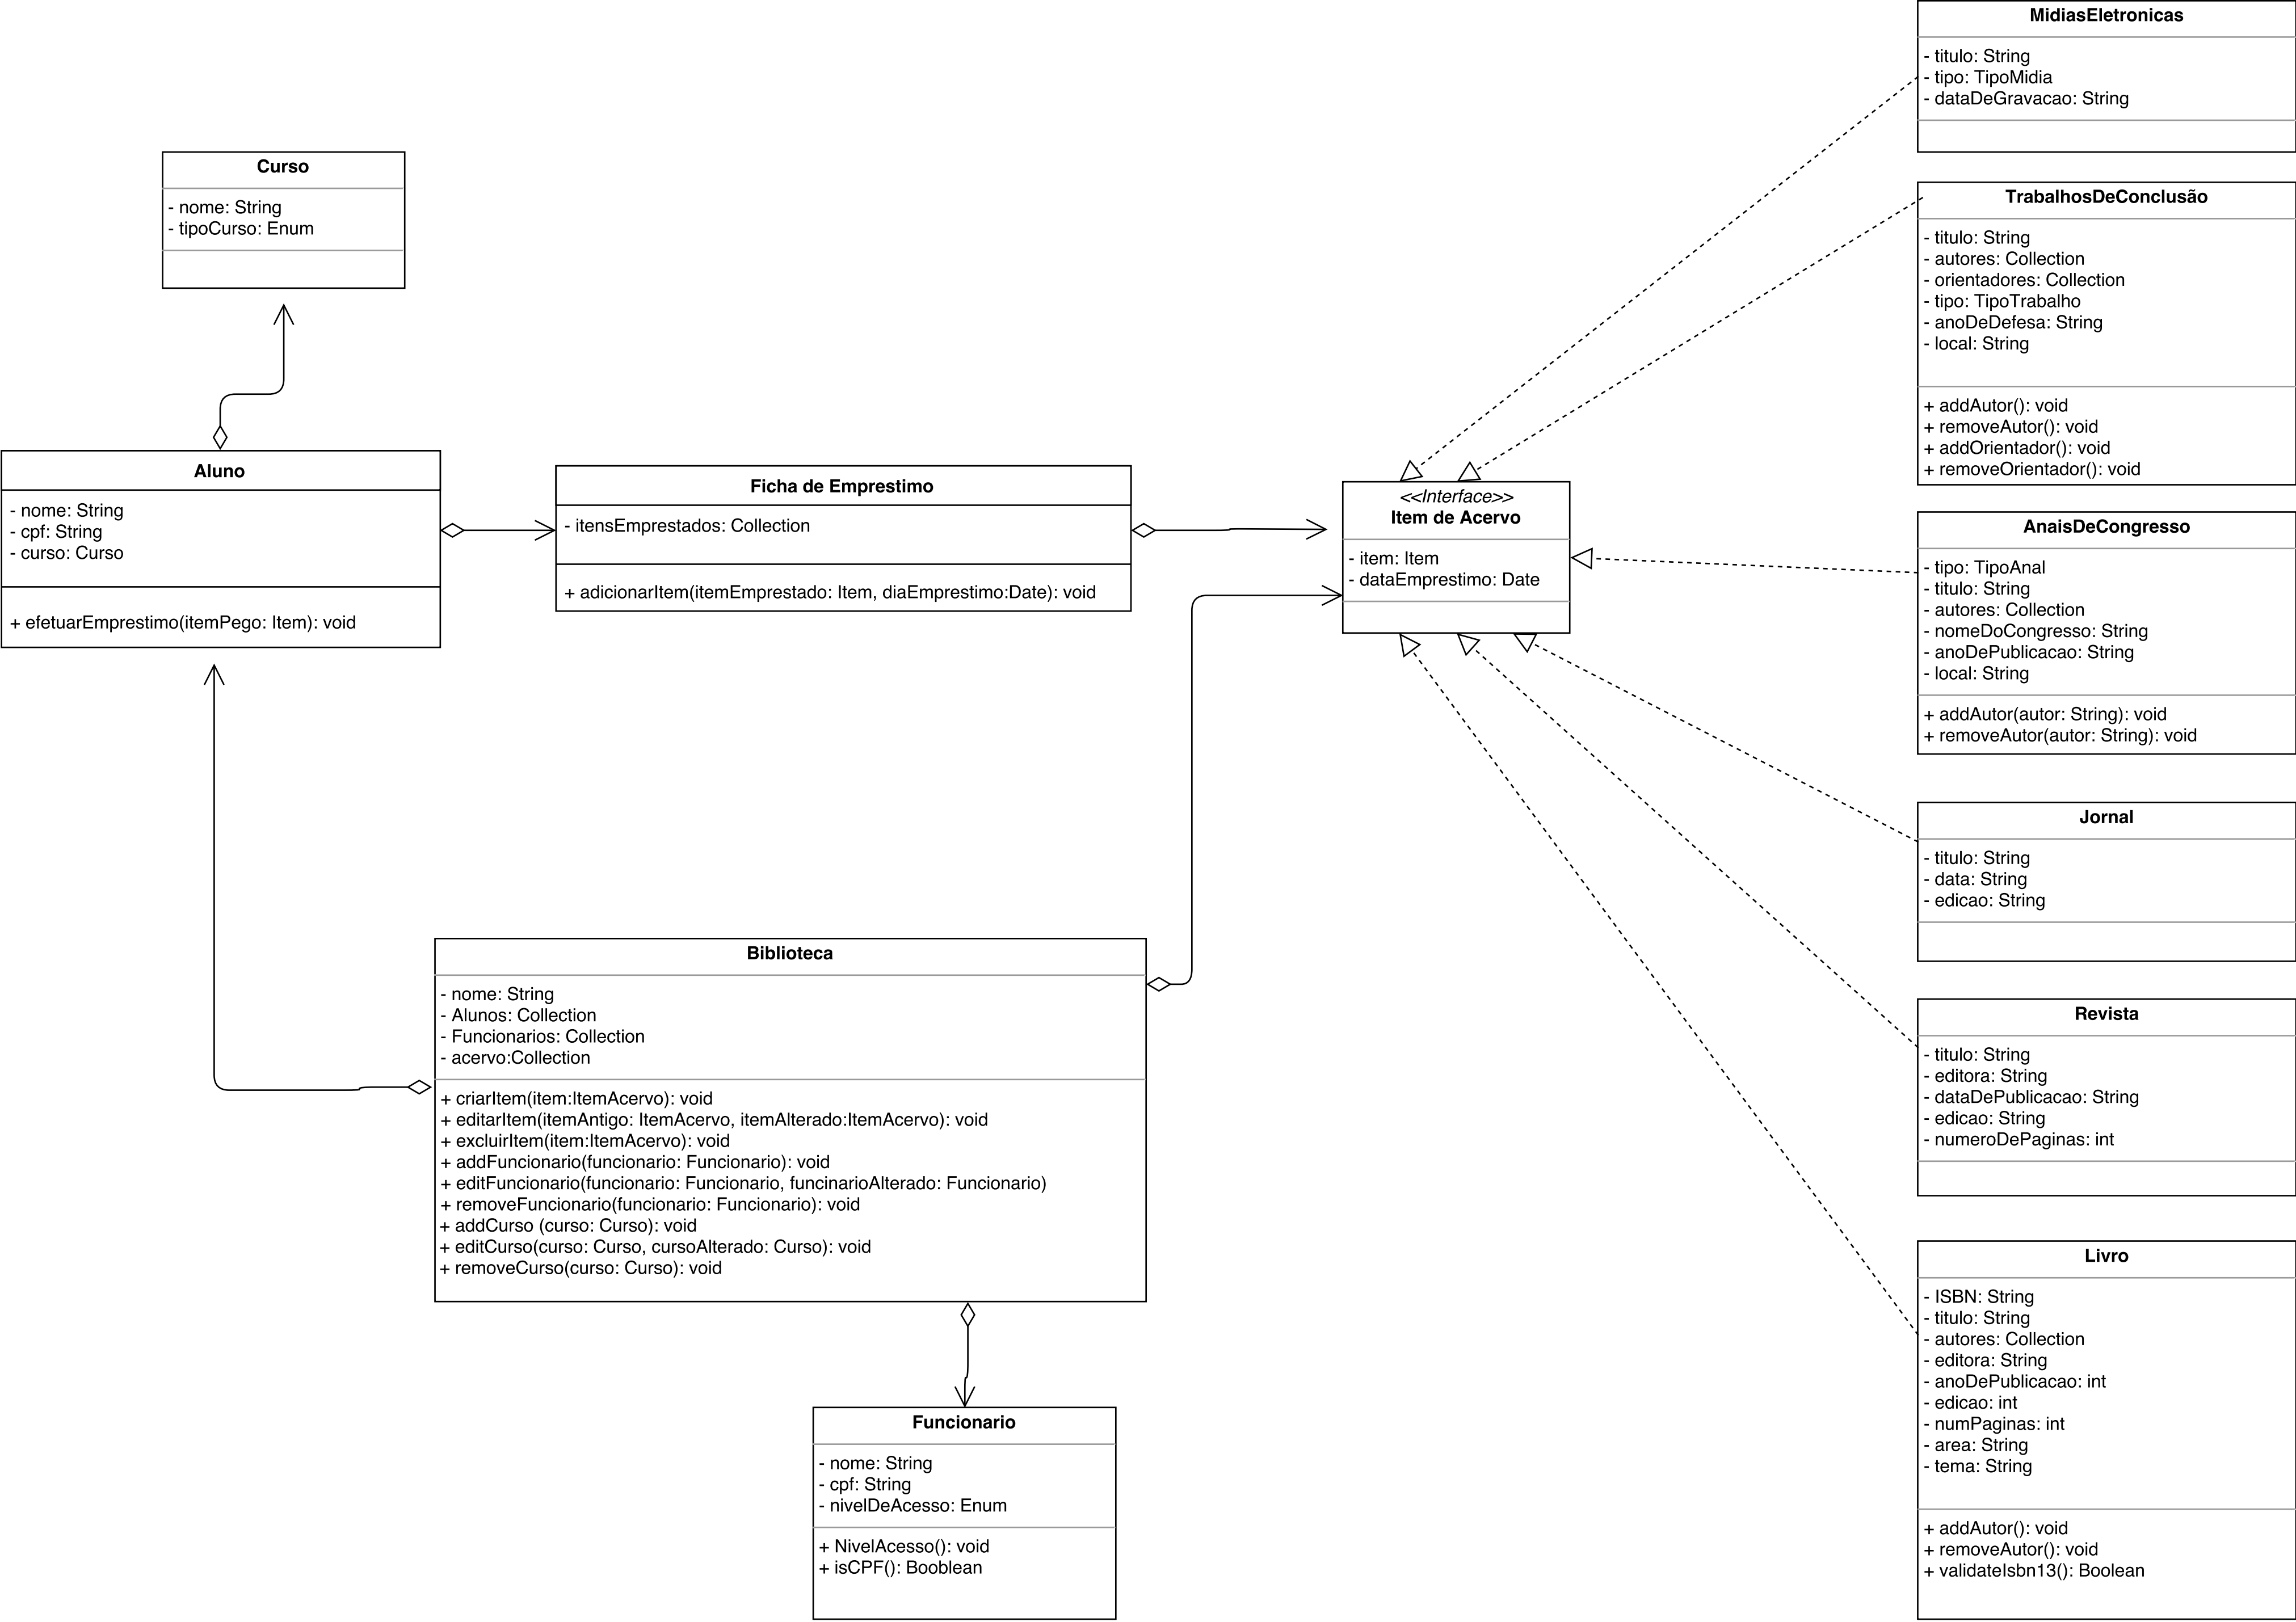 MidiasEletronicas
- titulo: String
- tipo: TipoMidia
- dataDeGravacao: String
Curso
- nome: String
- tipoCurso: Enum
TrabalhosDeConclusão
- titulo: String
- autores: Collection
- orientadores: Collection
- tipo: TipoTrabalho
- anoDeDefesa: String
- local: String
+ addAutor(): void
+ removeAutor(): void
+ addOrientador(): void
+ removeOrientador(): void
Aluno
- nome: String
- cpf: String
- curso: Curso
+ efetuarEmprestimo(itemPego: Item): void
Ficha de Emprestimo
- itensEmprestados: Collection
+ adicionarItem(itemEmprestado: Item, diaEmprestimo:Date): void
<<Interface>>
Item de Acervo
- item: Item
- dataEmprestimo: Date
AnaisDeCongresso
- tipo: TipoAnal
- titulo: String
- autores: Collection
- nomeDoCongresso: String
- anoDePublicacao: String
- local: String
+ addAutor(autor: String): void
+ removeAutor(autor: String): void
Jornal
- titulo: String
- data: String
- edicao: String
Biblioteca
- nome: String
- Alunos: Collection
- Funcionarios: Collection
- acervo:Collection
+ criarItem(item:ItemAcervo): void
+ editarItem(itemAntigo: ItemAcervo, itemAlterado:ItemAcervo): void
+ excluirItem(item:ItemAcervo): void
+ addFuncionario(funcionario: Funcionario): void
+ editFuncionario(funcionario: Funcionario, funcinarioAlterado: Funcionario)
+ removeFuncionario(funcionario: Funcionario): void
+ addCurso (curso: Curso): void
+ editCurso(curso: Curso, cursoAlterado: Curso): void
+ removeCurso(curso: Curso): void
Revista
- titulo: String
- editora: String
- dataDePublicacao: String
- edicao: String
- numeroDePaginas: int
Livro
- ISBN: String
- titulo: String
- autores: Collection
- editora: String
- anoDePublicacao: int
- edicao: int
- numPaginas: int
- area: String
- tema: String
+ addAutor(): void
+ removeAutor(): void
+ validateIsbn13(): Boolean
Funcionario
- nome: String
- cpf: String
- nivelDeAcesso: Enum
+ NivelAcesso(): void
+ isCPF(): Booblean